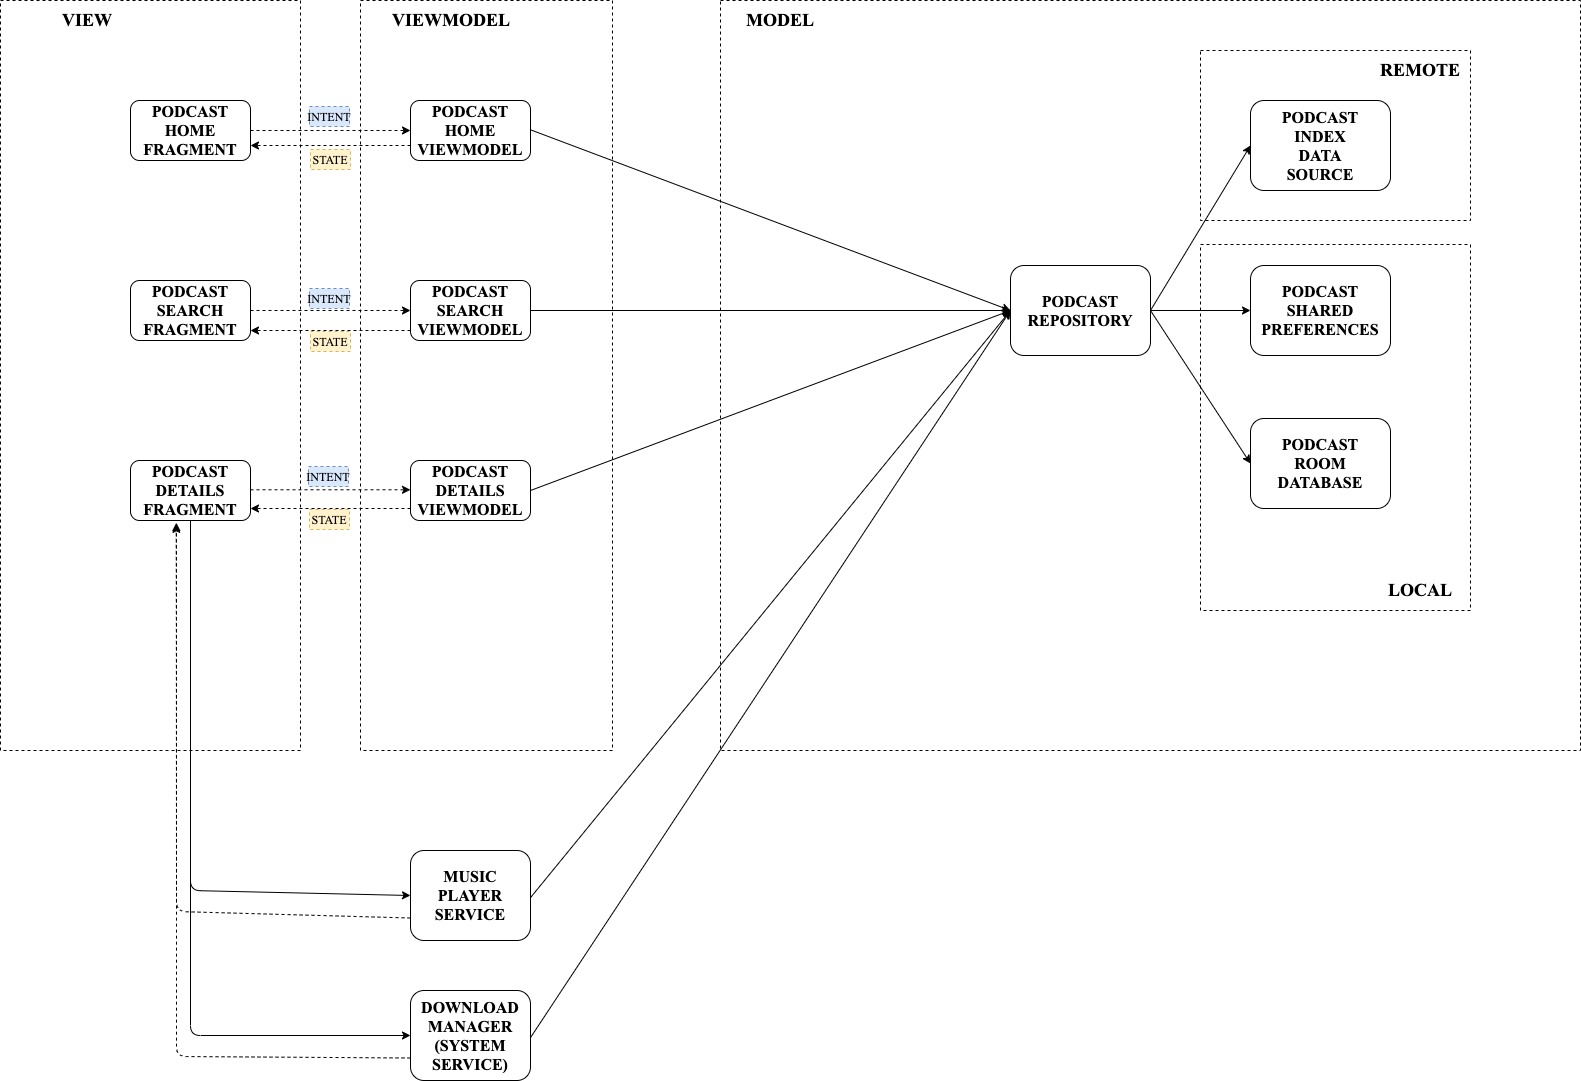 VIEW
VIEWMODEL
MODEL
REMOTE
PODCAST
HOME
FRAGMENT
INTENT
STATE
PODCAST
HOME
VIEWMODEL
PODCAST
INDEX
DATA
SOURCE
PODCAST
SEARCH
FRAGMENT
INTENT
STATE
PODCAST
SEARCH
VIEWMODEL
PODCAST
REPOSITORY
PODCAST
SHARED
PREFERENCES
PODCAST
DETAILS
FRAGMENT
INTENT
STATE
PODCAST
DETAILS
VIEWMODEL
PODCAST
ROOM
DATABASE
LOCAL
MUSIC
PLAYER
SERVICE
DOWNLOAD
MANAGER
(SYSTEM
SERVICE)